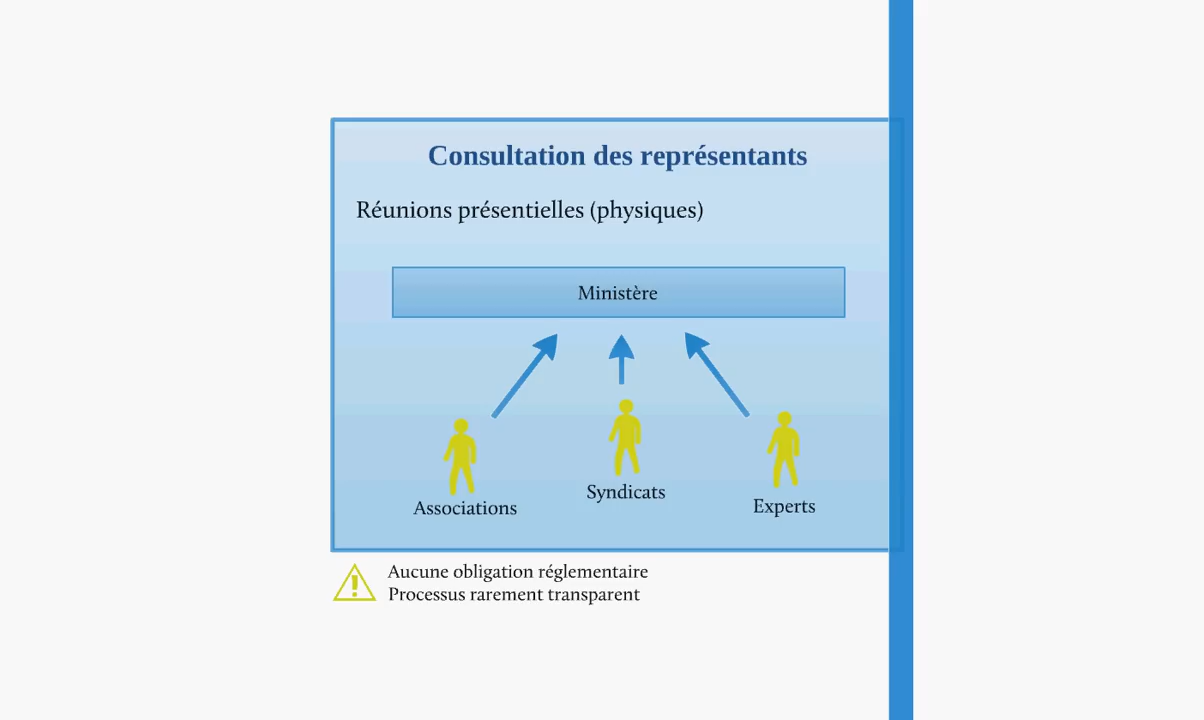 Consultation des représentants
Réunions présentielles (physiques)
Ministère
Associations
Syndicats
Experts
Aucune obligation réglementaire
Processus rarement transparent